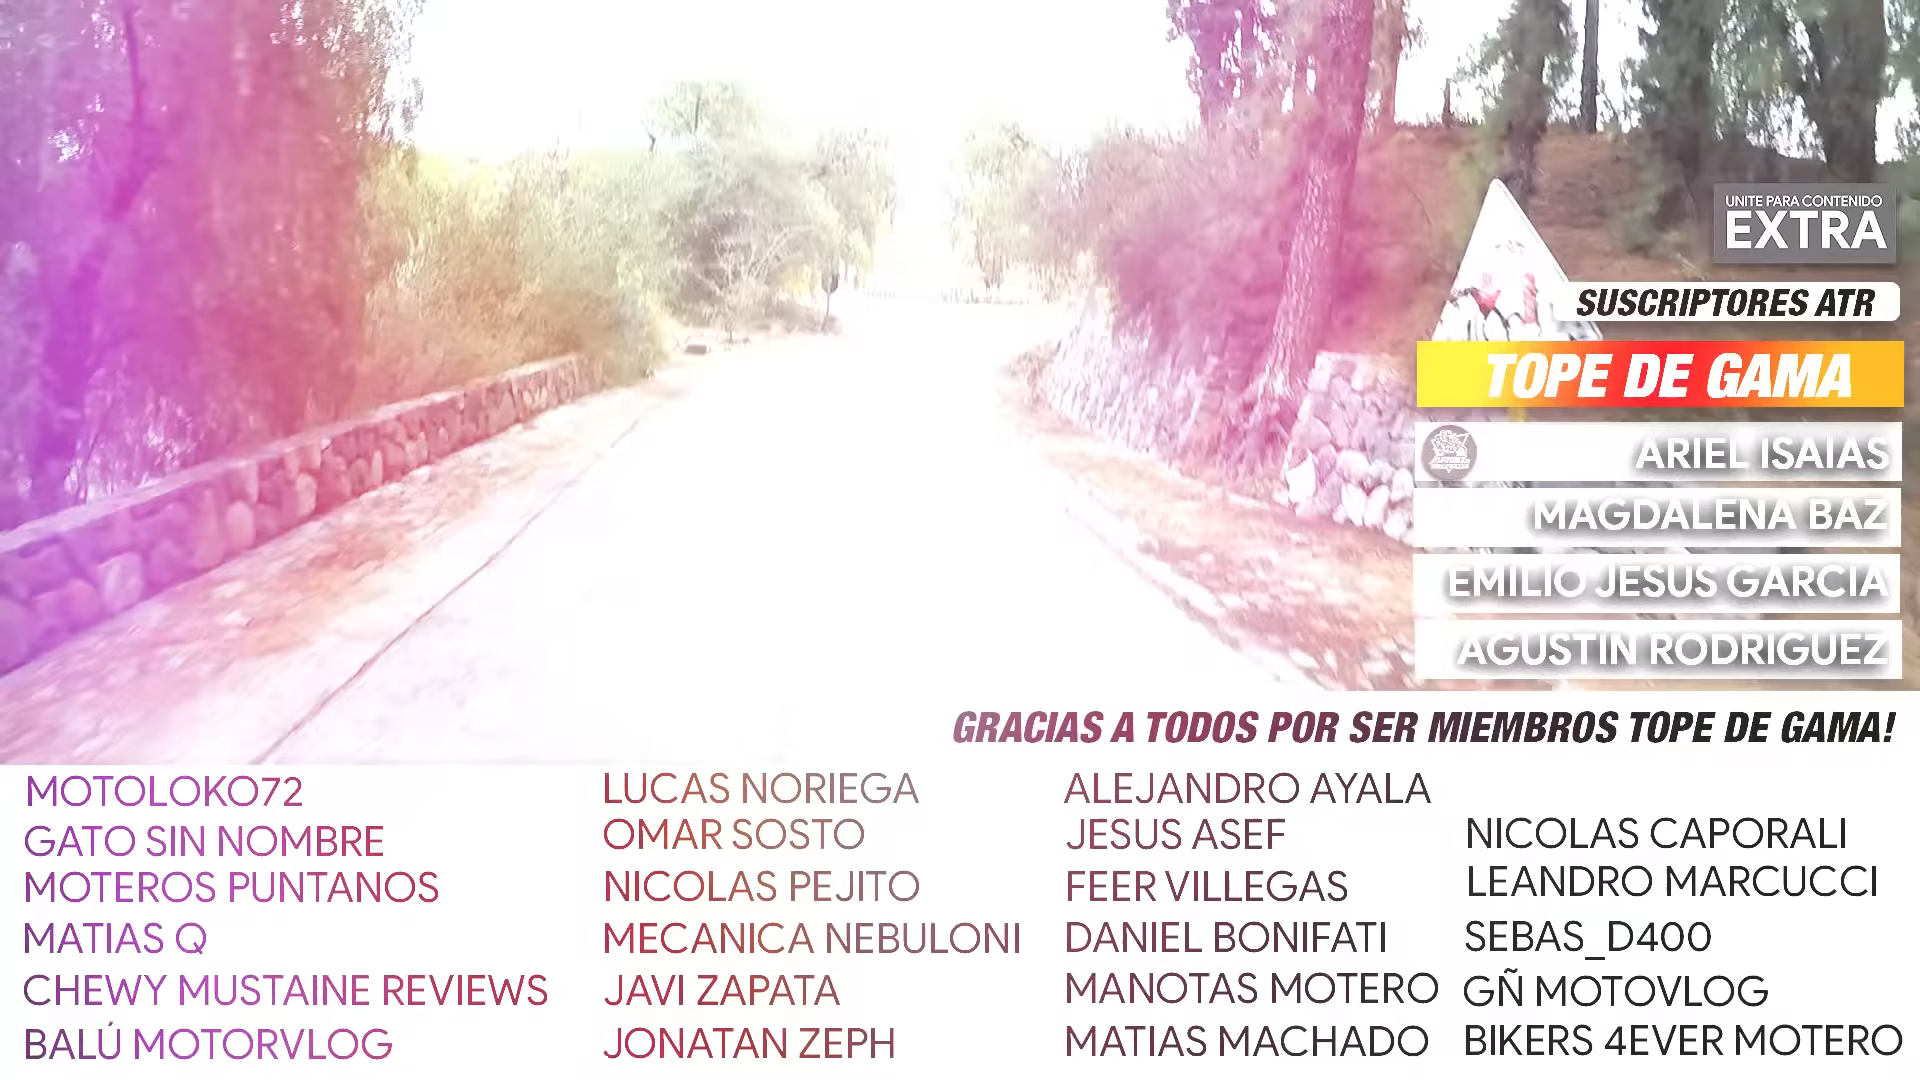 UNITE PARA CONTENIDO
EXTRA
SUSCRIPTORES ATR
TOPE DE GAMA
ARIEL ISAIAS
MAGDALENA BAZ
EMILIO JESUS GARCIA
AGUSTIN RODRIGUEZ
GRACIAS A TODOS POR SER MIEMBROS TOPE DE GAMA!
MOTOLOKO72
GATO SIN NOMBRE
MOTEROS PUNTANOS
MATIAS Q
CHEWY MUSTAINE REVIEWS
BALÚ MOTORVLOG
LUCAS NORIEGA
OMAR SOSTO
NICOLAS PEJITO
MECANICA NEBULONI
JAVI ZAPATA
JONATAN ZEPH
ALEJANDRO AYALA
JESUS ASEF
FEER VILLEGAS
DANIEL BONIFATI
MANOTAS MOTERO
MATIAS MACHADO
NICOLAS CAPORALI
LEANDRO MARCUCCI
SEBAS_D400
GÑ MOTOVLOG
BIKERS 4EVER MOTERO